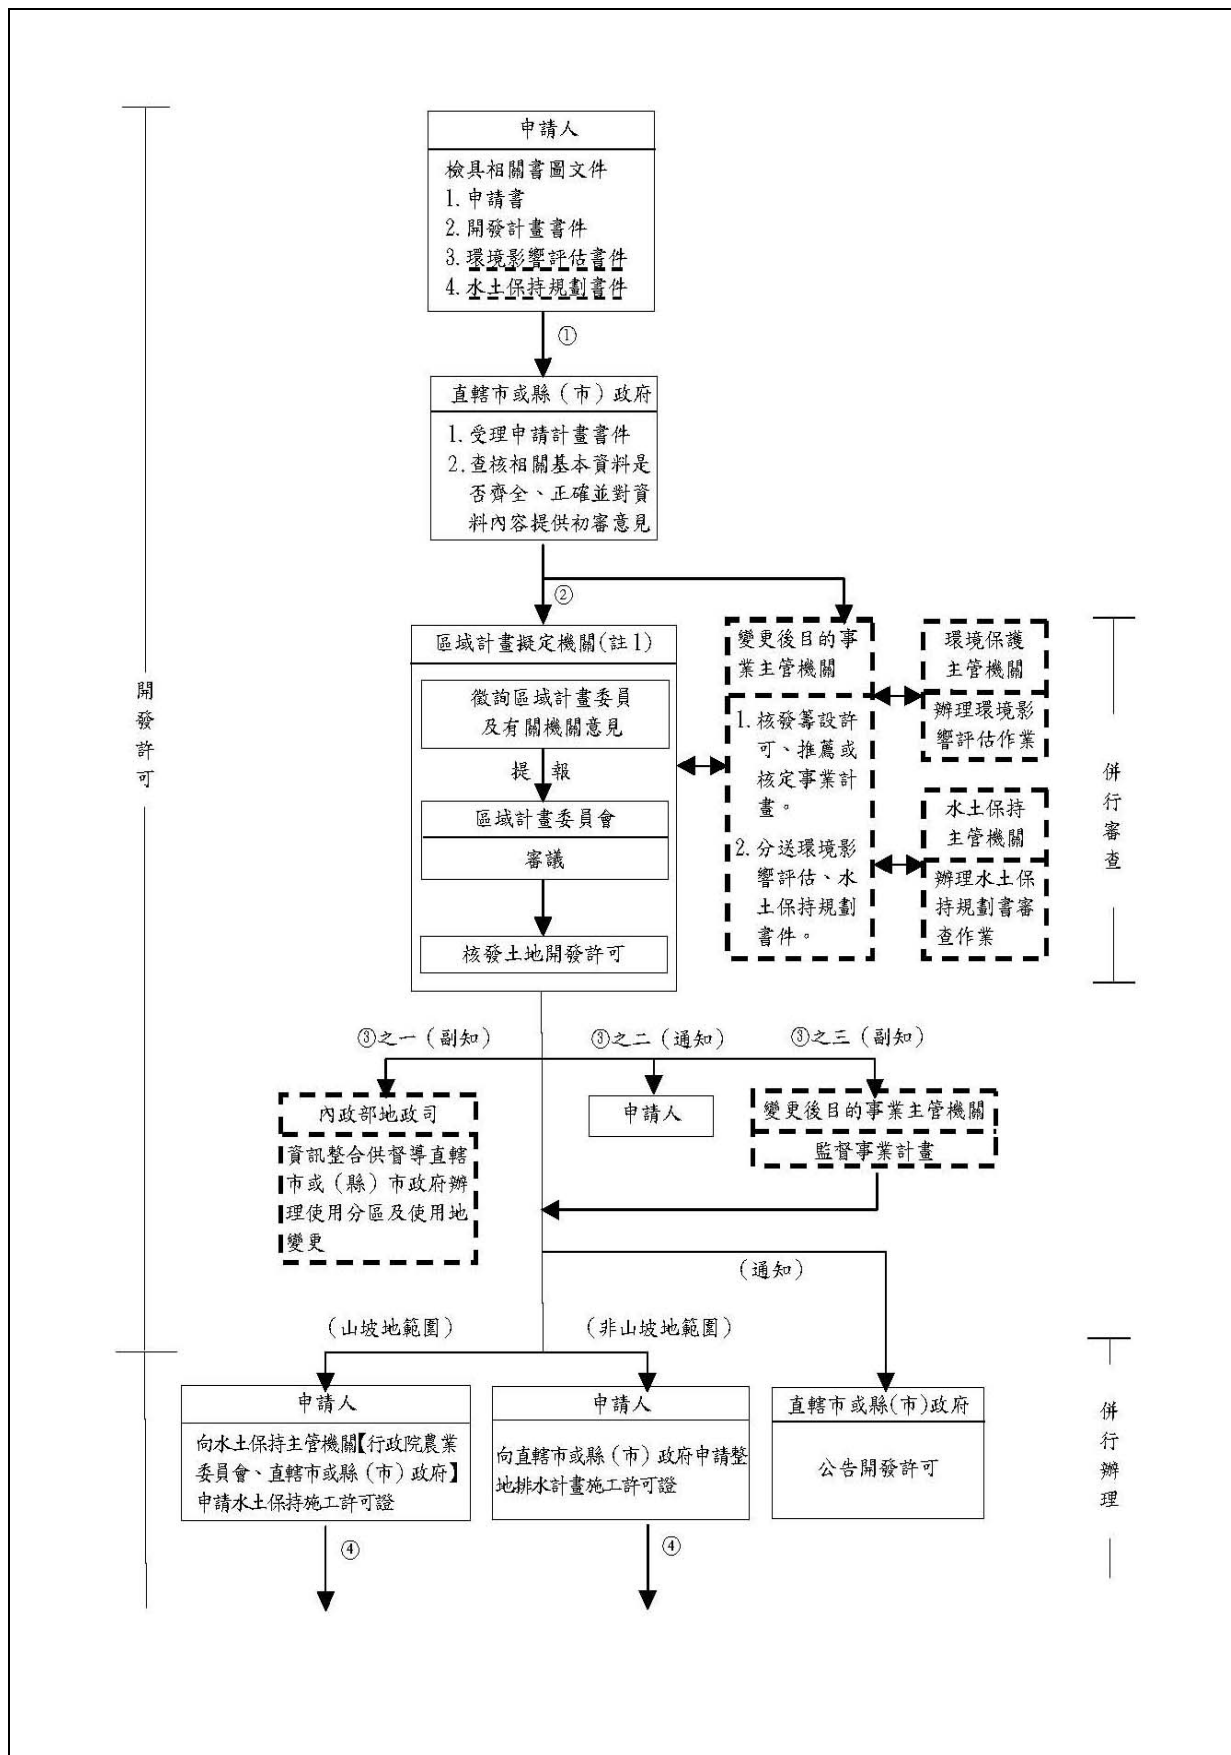 申請人
檢具相關書圖文件
1.申請書
2.開發計畫書件
3.環境影響評估書件
4.水土保持規劃書件
①
直轄市或縣（市）政府
1.受理申請計畫書件
2.查核相關基本資料是
否齊全、正確並對資
料內容提供初審意見
②
區域計畫擬定機關(註1)
徵詢區域計畫委員
及有關機關意見
提 報
區域計畫委員會
審議
核發土地開發許可
變更後目的事
業主管機關
1.核發籌設許
可、推薦或
核定事業計
畫。
2.分送環境影
響評估、水
土保持規劃
書件。
環境保護
主管機關
辦理環境影
響評估作業
水土保持
主管機關
辦理水土保
持規劃書審
查作業
開發許可
併行審查
③之一（副知）
③之二（通知）
③之三（副知）
內政部地政司
資訊整合供督導直轄
市或（縣）市政府辦
理使用分區及使用地
變更
申請人
變更後目的事業主管機關
監督事業計畫
（通知）
（山坡地範圍）
（非山坡地範圍）
申請人
向水土保持主管機關【行政院農業
委員會、直轄市或縣（市）政府】
申請水土保持施工許可證
④
申請人
向直轄市或縣（市）政府申請整
地排水計畫施工許可證
④
直轄市或縣(市)政府
公告開發許可
併行辦理